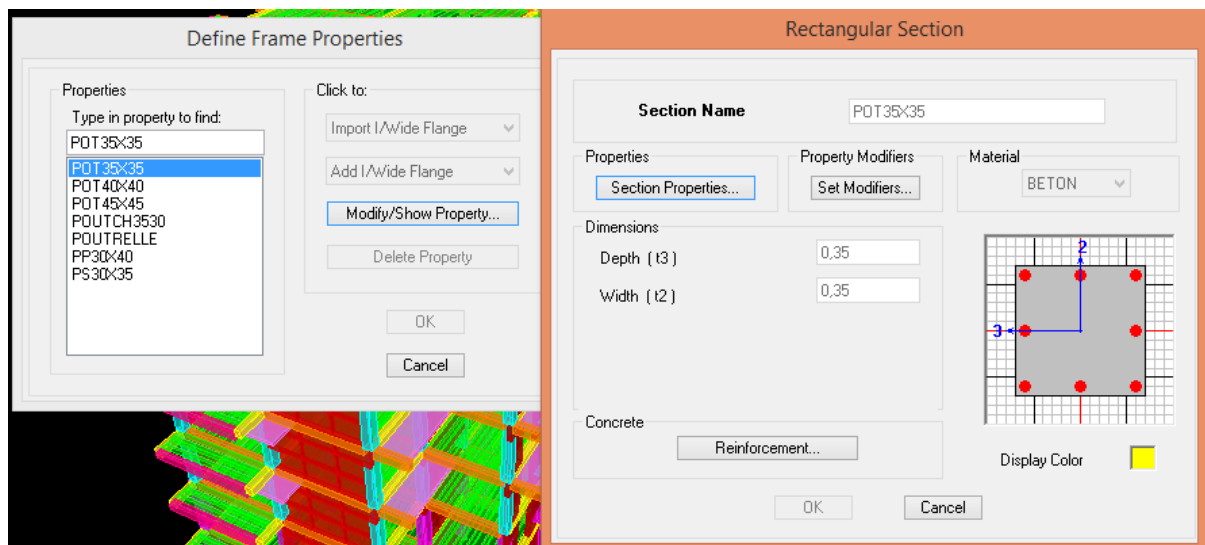 Define Frame Properties
Properties
Type in property to find:
POT35X35
POT35X35
POT40X40
POT45X45
POUTCH3530
POUTRELLE
PP30X40
PS30X35
Click to:
Import I/Wide Flange
Add I/Wide Flange
Modify/Show Property...
Delete Property
OK
Cancel
Rectangular Section
Section Name
POT35X35
Properties
Section Properties...
Property Modifiers
Set Modifiers...
Material
BETON
Dimensions
Depth ( t3 )
0,35
Width ( t2 )
0,35
2
3
Concrete
Reinforcement...
Display Color
OK
Cancel